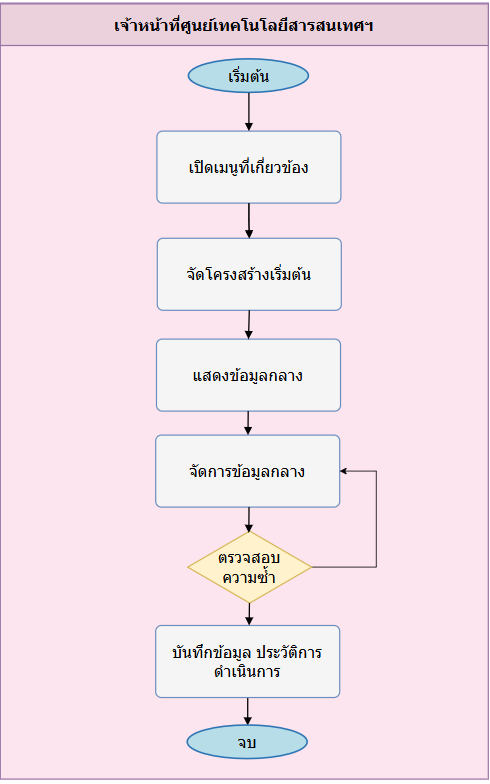 เจ้าหน้าที่ศูนย์เทคโนโลยีสารสนเทศฯ
เริ่มต้น
เปิดเมนูที่เกี่ยวข้อง
จัดโครงสร้างเริ่มต้น
แสดงข้อมูลกลาง
จัดการข้อมูลกลาง
ตรวจสอบ
ความซ้ำ
บันทึกข้อมูล ประวัติการ
ดำเนินการ
จบ